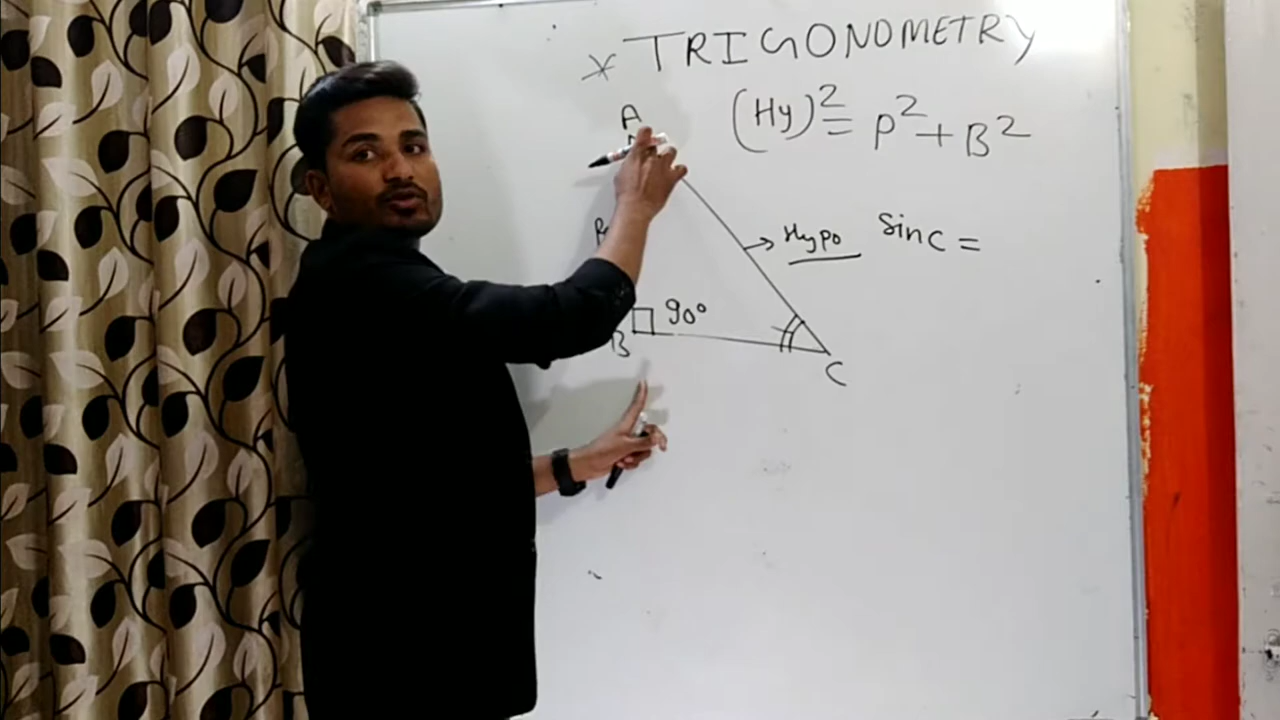 * TRIGONOMETRY
(Hy)² = P² + B²
A
→ Hypo
Sin C =
90°
B
C